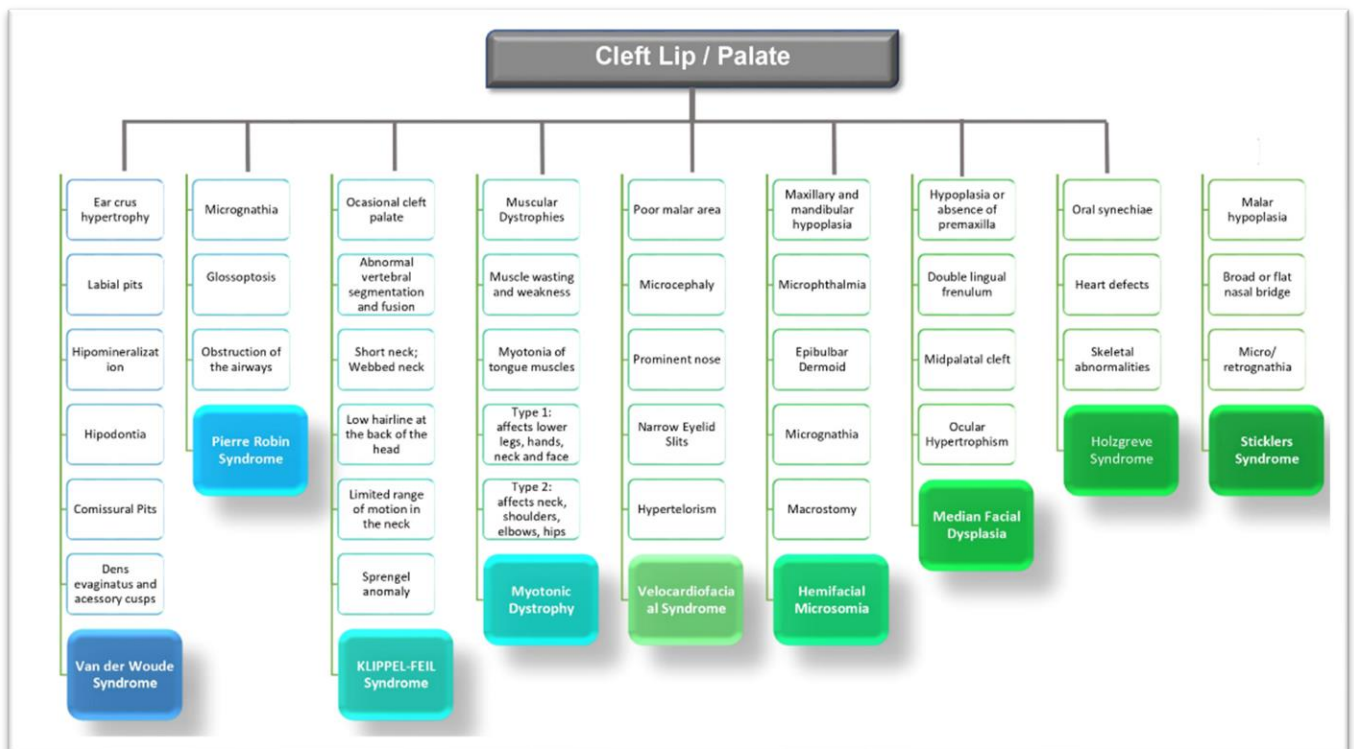 Cleft Lip / Palate
Ear crus
hypertrophy
Labial pits
Hipomineralizat
ion
Hipodontia
Comissural Pits
Dens
evaginatus and
acessory cusps
Van der Woude
Syndrome
Micrognathia
Glossoptosis
Obstruction of
the airways
Pierre Robin
Syndrome
Ocasional cleft
palate
Abnormal
vertebral
segmentation
and fusion
Short neck;
Webbed neck
Low hairline at
the back of the
head
Limited range
of motion in
the neck
Sprengel
anomaly
KLIPPEL-FEIL
Syndrome
Muscular
Dystrophies
Muscle wasting
and weakness
Myotonia of
tongue muscles
Type 1:
affects lower
legs, hands,
neck and face
Type 2:
affects neck,
shoulders,
elbows, hips
Myotonic
Dystrophy
Poor malar area
Microcephaly
Prominent nose
Narrow Eyelid
Slits
Hypertelorism
Velocardiofacia
al Syndrome
Maxillary and
mandibular
hypoplasia
Microphthalmia
Epibulbar
Dermoid
Micrognathia
Macrostomy
Hemifacial
Microsomia
Hypoplasia or
absence of
premaxilla
Double lingual
frenulum
Midpalatal cleft
Ocular
Hypertrophism
Median Facial
Dysplasia
Oral synechiae
Heart defects
Skeletal
abnormalities
Holzgreve
Syndrome
Malar
hypoplasia
Broad or flat
nasal bridge
Micro/
retrognathia
Sticklers
Syndrome